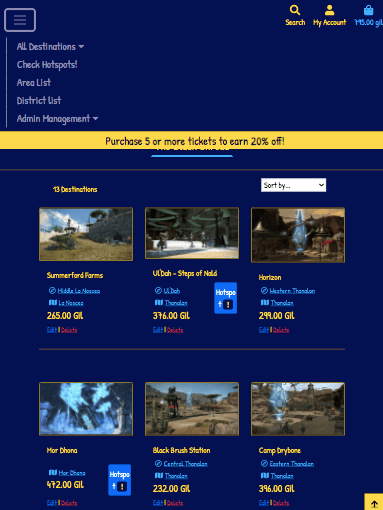 Search My Account 795.00 gil
All Destinations
Check Hotspots!
Area List
District list
Admin Management
Purchase 5 or more tickets to earn 20% off!
13 Destinations
Sort by...
Summerford Farms
Middle La Noscea
La Noscea
265.00 Gil
Edit | Delete
Ul'Dah - Steps of Nald
Ul'Dah
Thanalan
376.00 Gil
Hotspo
t !
Edit | Delete
Horizon
Western Thanalan
Thanalan
299.00 Gil
Edit | Delete
Mor Dhona
Mor Dhona
472.00 Gil
Hotspo
t !
Edit | Delete
Black Brush Station
Central Thanalan
Thanalan
232.00 Gil
Edit | Delete
Camp Drybone
Eastern Thanalan
Thanalan
396.00 Gil
Edit | Delete